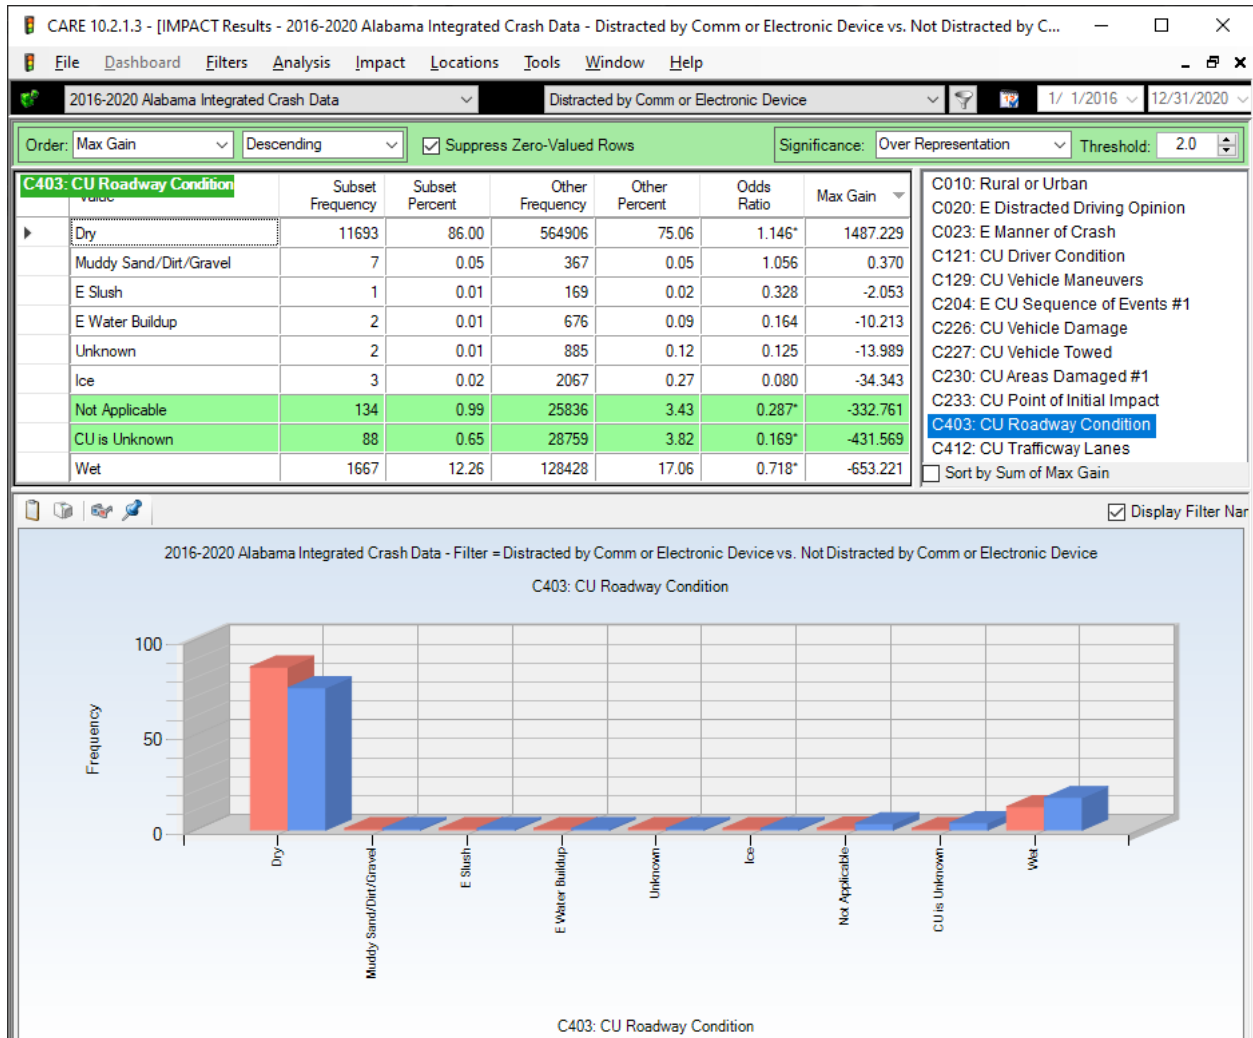 CARE 10.2.1.3 - [IMPACT Results - 2016-2020 Alabama Integrated Crash Data - Distracted by Comm or Electronic Device vs. Not Distracted by C...
File Dashboard Filters Analysis Impact Locations Tools Window Help
2016-2020 Alabama Integrated Crash Data Distracted by Comm or Electronic Device 1/ 1/2016 12/31/2020
Order: Max Gain Descending Suppress Zero-Valued Rows Significance: Over Representation Threshold: 2.0
C403: CU Roadway Condition Subset Frequency Subset Percent Other Frequency Other Percent Odds Ratio Max Gain
Dry 11693 86.00 564906 75.06 1.146* 1487.229
Muddy Sand/Dirt/Gravel 7 0.05 367 0.05 1.056 0.370
E Slush 1 0.01 169 0.02 0.328 -2.053
E Water Buildup 2 0.01 676 0.09 0.164 -10.213
Unknown 2 0.01 885 0.12 0.125 -13.989
Ice 3 0.02 2067 0.27 0.080 -34.343
Not Applicable 134 0.99 25836 3.43 0.287* -332.761
CU is Unknown 88 0.65 28759 3.82 0.169* -431.569
Wet 1667 12.26 128428 17.06 0.718* -653.221
C010: Rural or Urban
C020: E Distracted Driving Opinion
C023: E Manner of Crash
C121: CU Driver Condition
C129: CU Vehicle Maneuvers
C204: E CU Sequence of Events #1
C226: CU Vehicle Damage
C227: CU Vehicle Towed
C230: CU Areas Damaged #1
C233: CU Point of Initial Impact
C403: CU Roadway Condition
C412: CU Trafficway Lanes
Sort by Sum of Max Gain
Display Filter Nar
2016-2020 Alabama Integrated Crash Data - Filter = Distracted by Comm or Electronic Device vs. Not Distracted by Comm or Electronic Device
C403: CU Roadway Condition
Frequency
100
50
0
Dry
Muddy Sand/Dirt/Gravel
E Slush
E Water Buildup
Unknown
Ice
Not Applicable
CU is Unknown
Wet
C403: CU Roadway Condition